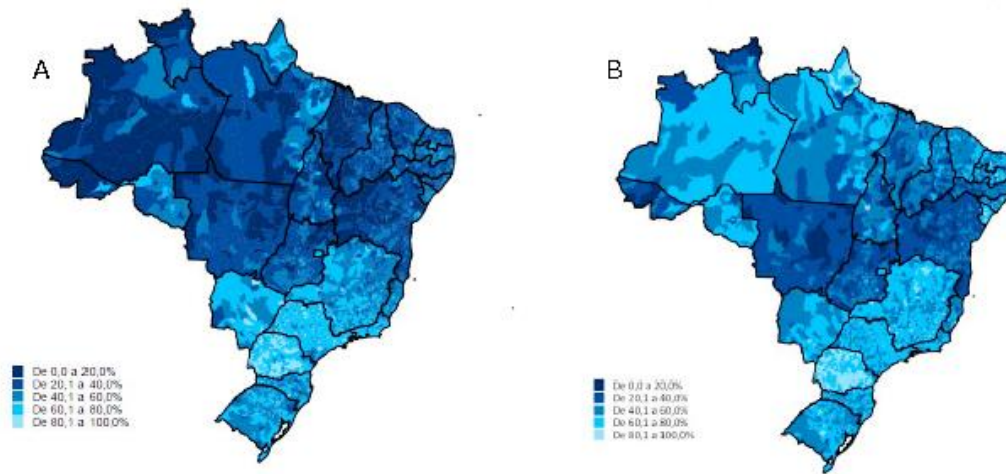 A
De 0,0 a 20,0%
De 20,1 a 40,0%
De 40,1 a 60,0%
De 60,1 a 80,0%
De 80,1 a 100,0%
B
De 0,0 a 20,0%
De 20,1 a 40,0%
De 40,1 a 60,0%
De 60,1 a 80,0%
De 80,1 a 100,0%